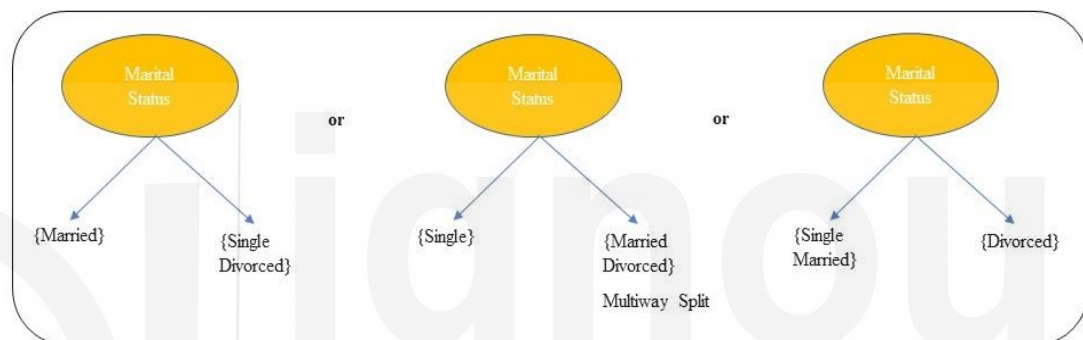 Marital
Status
or
Marital
Status
or
Marital
Status
{Married}
{Single
Divorced}
{Single}
{Married
Divorced}
Multiway Split
{Single
Married}
{Divorced}
ignou